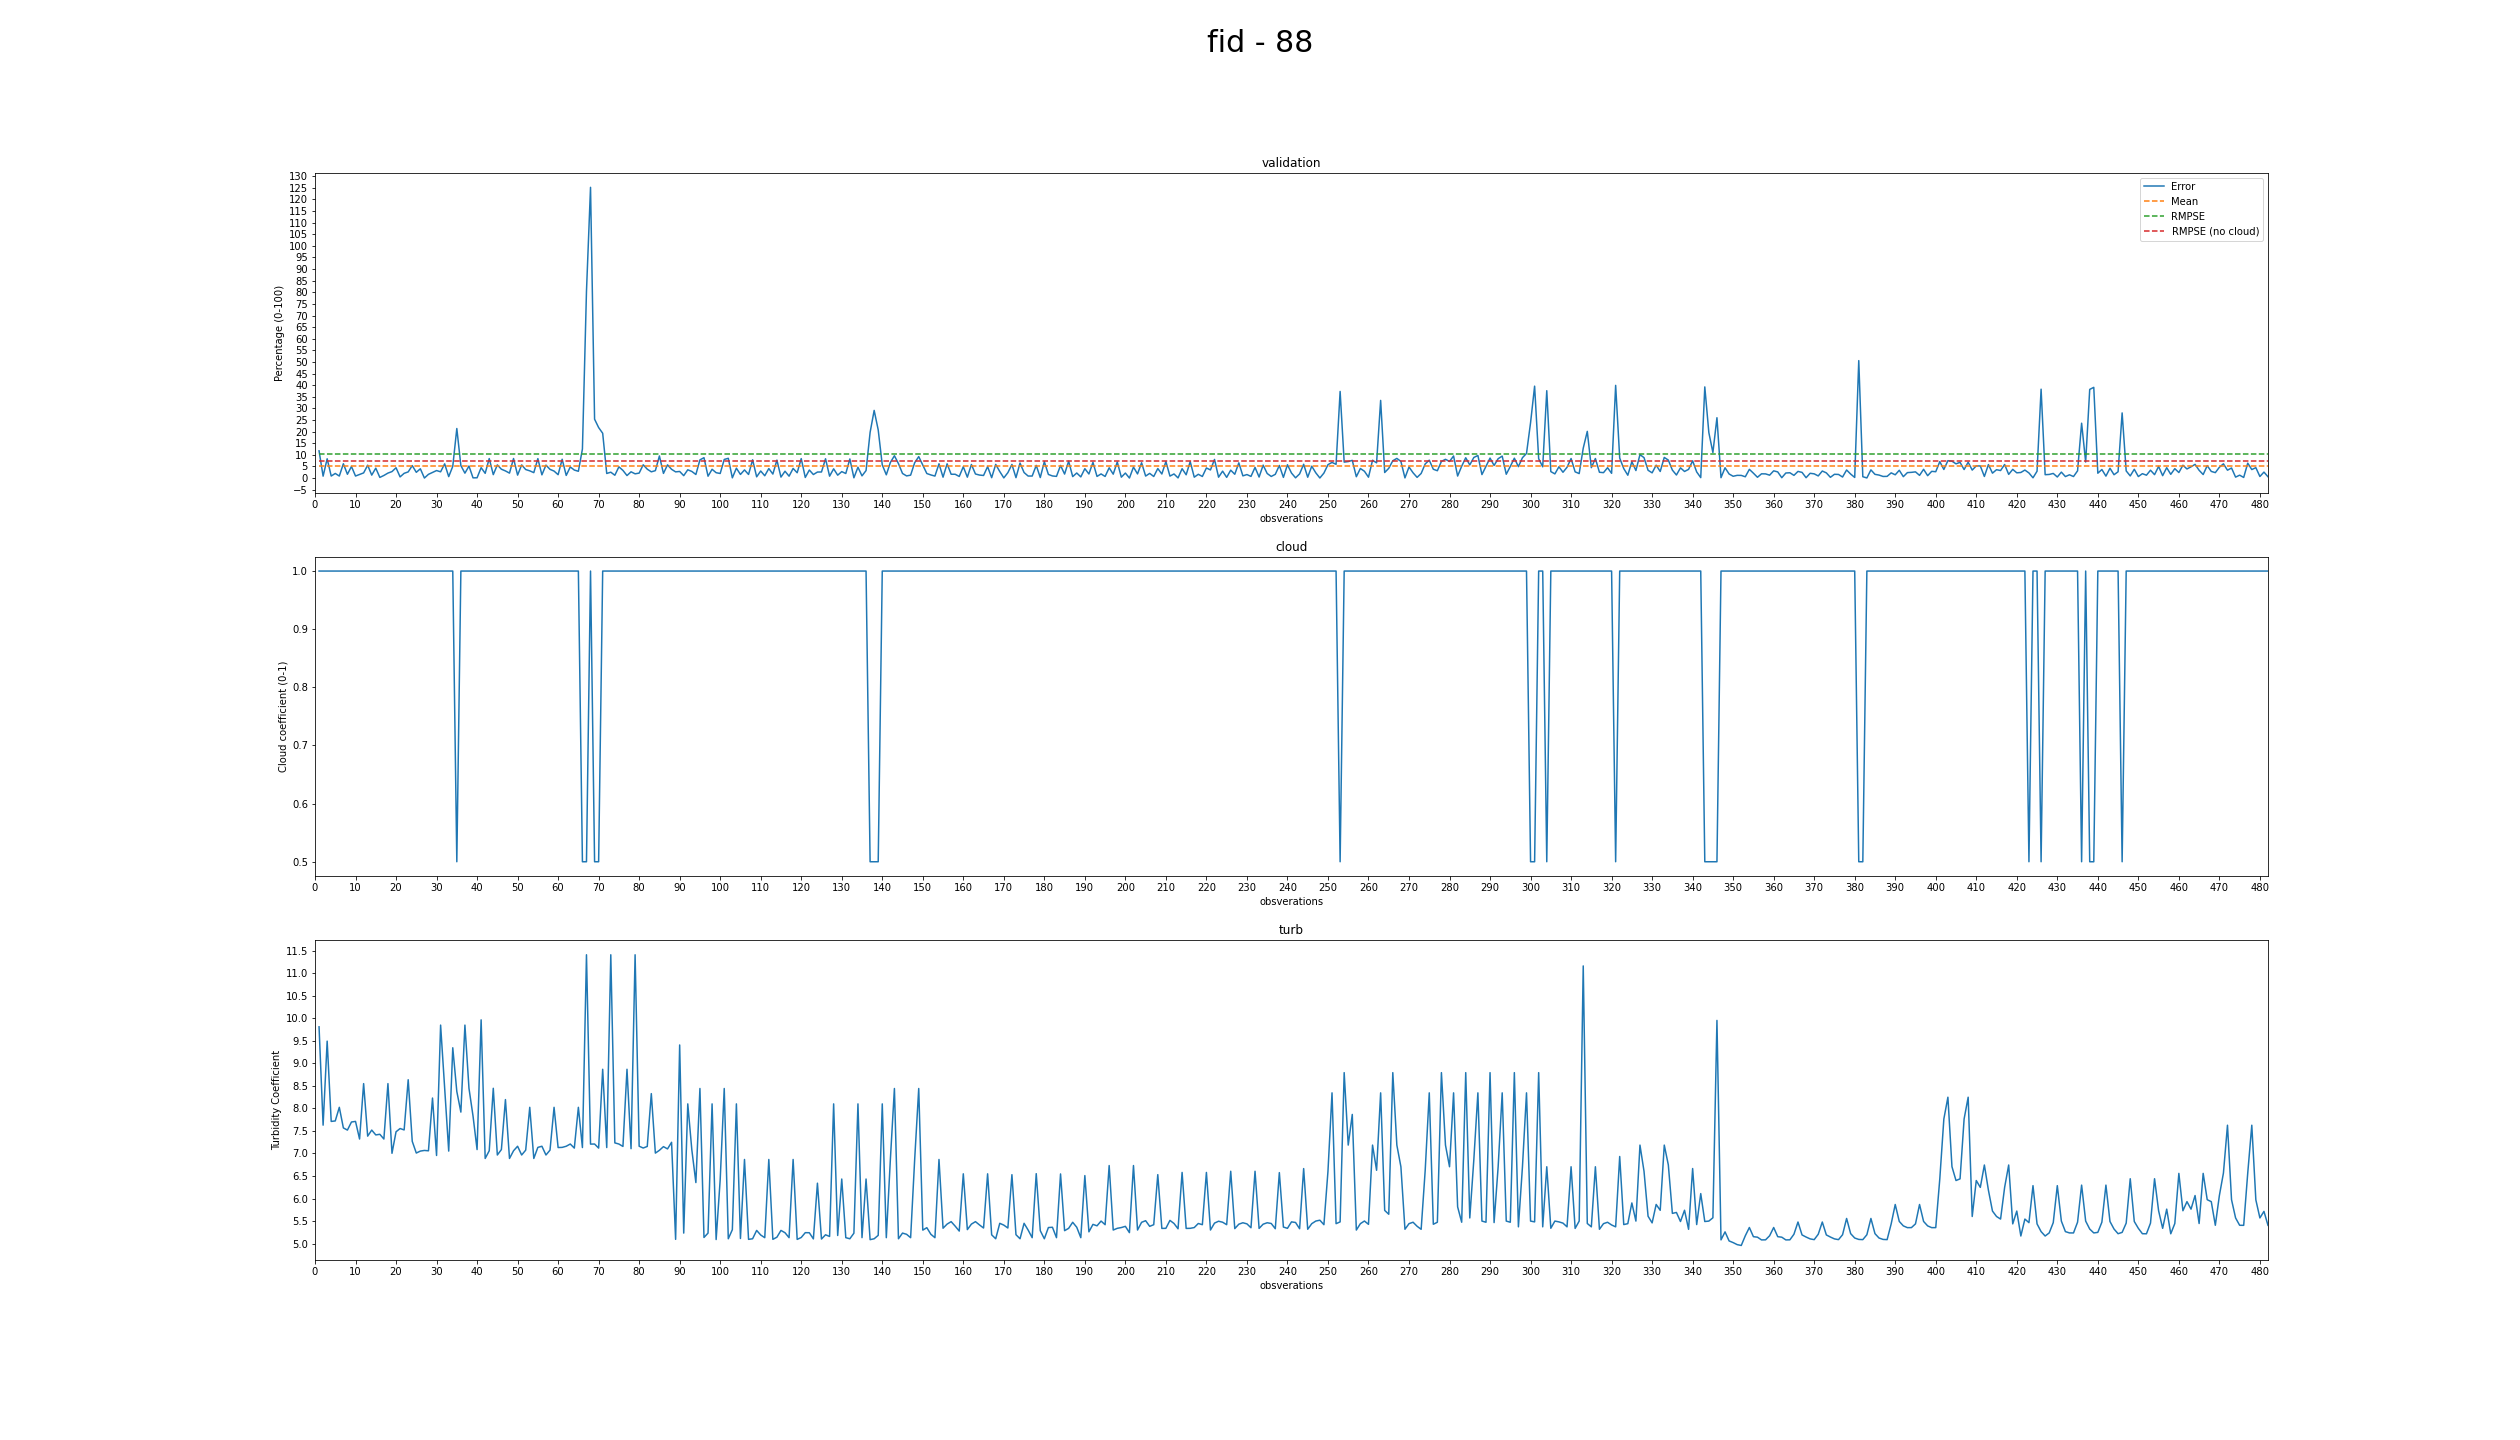 fid - 88
validation
130
125
120
115
110
105
100
95
90
85
80
75
70
65
60
55
50
45
40
35
30
25
20
15
10
5
0
−5
Percentage (0-100)
Error
Mean
RMPSE
RMPSE (no cloud)
0 10 20 30 40 50 60 70 80 90 100 110 120 130 140 150 160 170 180 190 200 210 220 230 240 250 260 270 280 290 300 310 320 330 340 350 360 370 380 390 400 410 420 430 440 450 460 470 480
obsverations
cloud
1.0
0.9
0.8
0.7
0.6
0.5
Cloud coefficient (0-1)
0 10 20 30 40 50 60 70 80 90 100 110 120 130 140 150 160 170 180 190 200 210 220 230 240 250 260 270 280 290 300 310 320 330 340 350 360 370 380 390 400 410 420 430 440 450 460 470 480
obsverations
turb
11.5
11.0
10.5
10.0
9.5
9.0
8.5
8.0
7.5
7.0
6.5
6.0
5.5
5.0
Turbidity Coefficient
0 10 20 30 40 50 60 70 80 90 100 110 120 130 140 150 160 170 180 190 200 210 220 230 240 250 260 270 280 290 300 310 320 330 340 350 360 370 380 390 400 410 420 430 440 450 460 470 480
obsverations